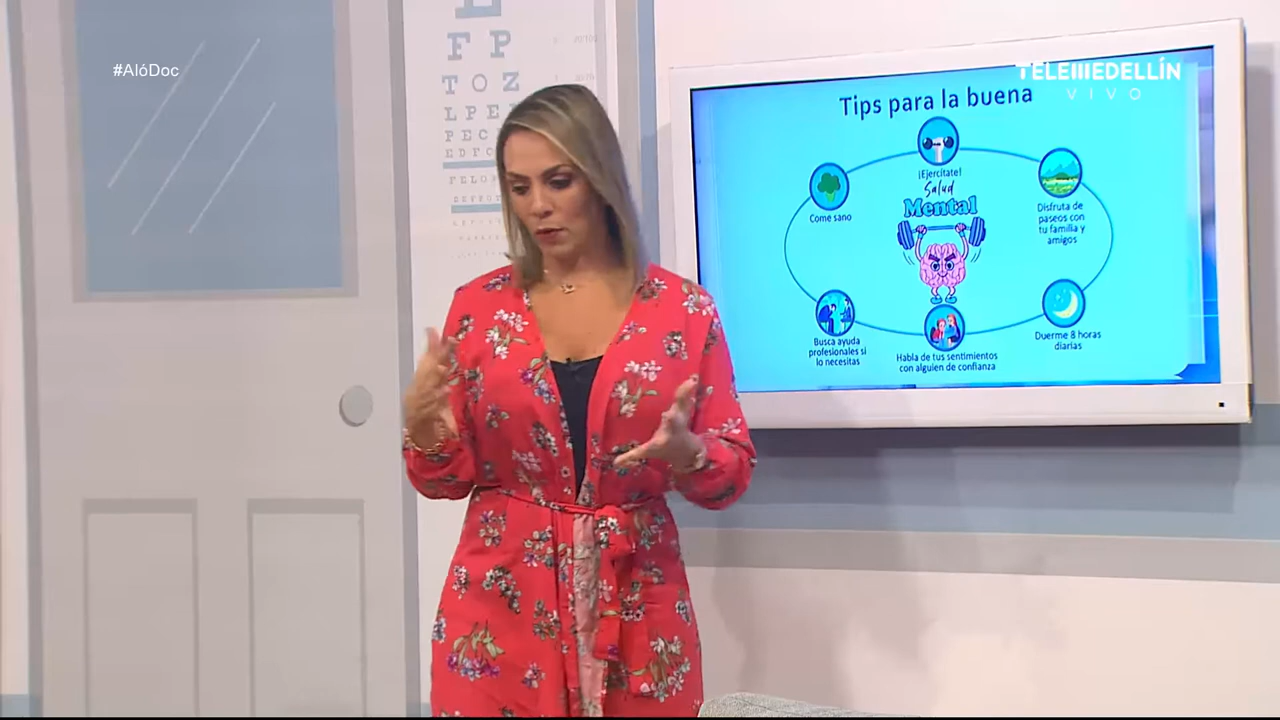 #AlóDoc
TELEMEDELLÍN
VIVO
F P
T O Z
L P E
P E C
E D F C
F E L O P
Tips para la buena
¡Ejercítate!
Salud
Mental
Come sano
Disfruta de
paseos con
tu familia y
amigos
Busca ayuda
profesionales si
lo necesitas
Habla de tus sentimientos
con alguien de confianza
Duerme 8 horas
diarias